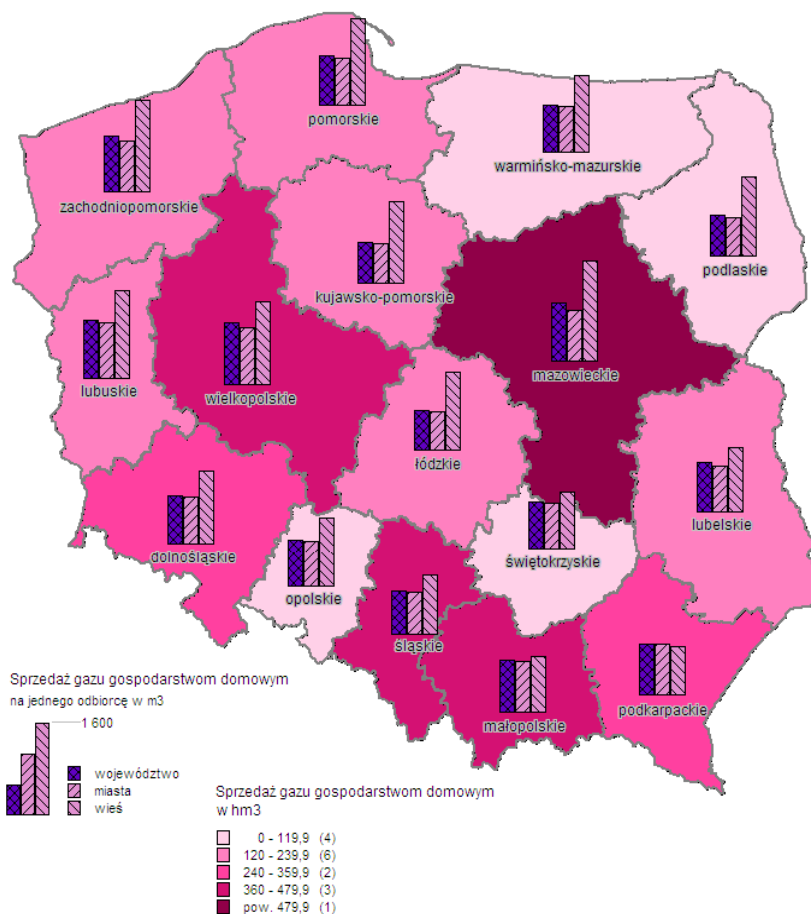 pomorskie
warmińsko-mazurskie
zachodniopomorskie
podlaskie
kujawsko-pomorskie
mazowieckie
lubuskie
wielkopolskie
łódzkie
lubelskie
dolnośląskie
świętokrzyskie
opolskie
śląskie
małopolskie
podkarpackie
Sprzedaż gazu gospodarstwom domowym
na jednego odbiorcę w m3
1 600
województwo
miasta
wieś
Sprzedaż gazu gospodarstwom domowym
w hm3
0 - 119,9 (4)
120 - 239,9 (6)
240 - 359,9 (2)
360 - 479,9 (3)
pow. 479,9 (1)